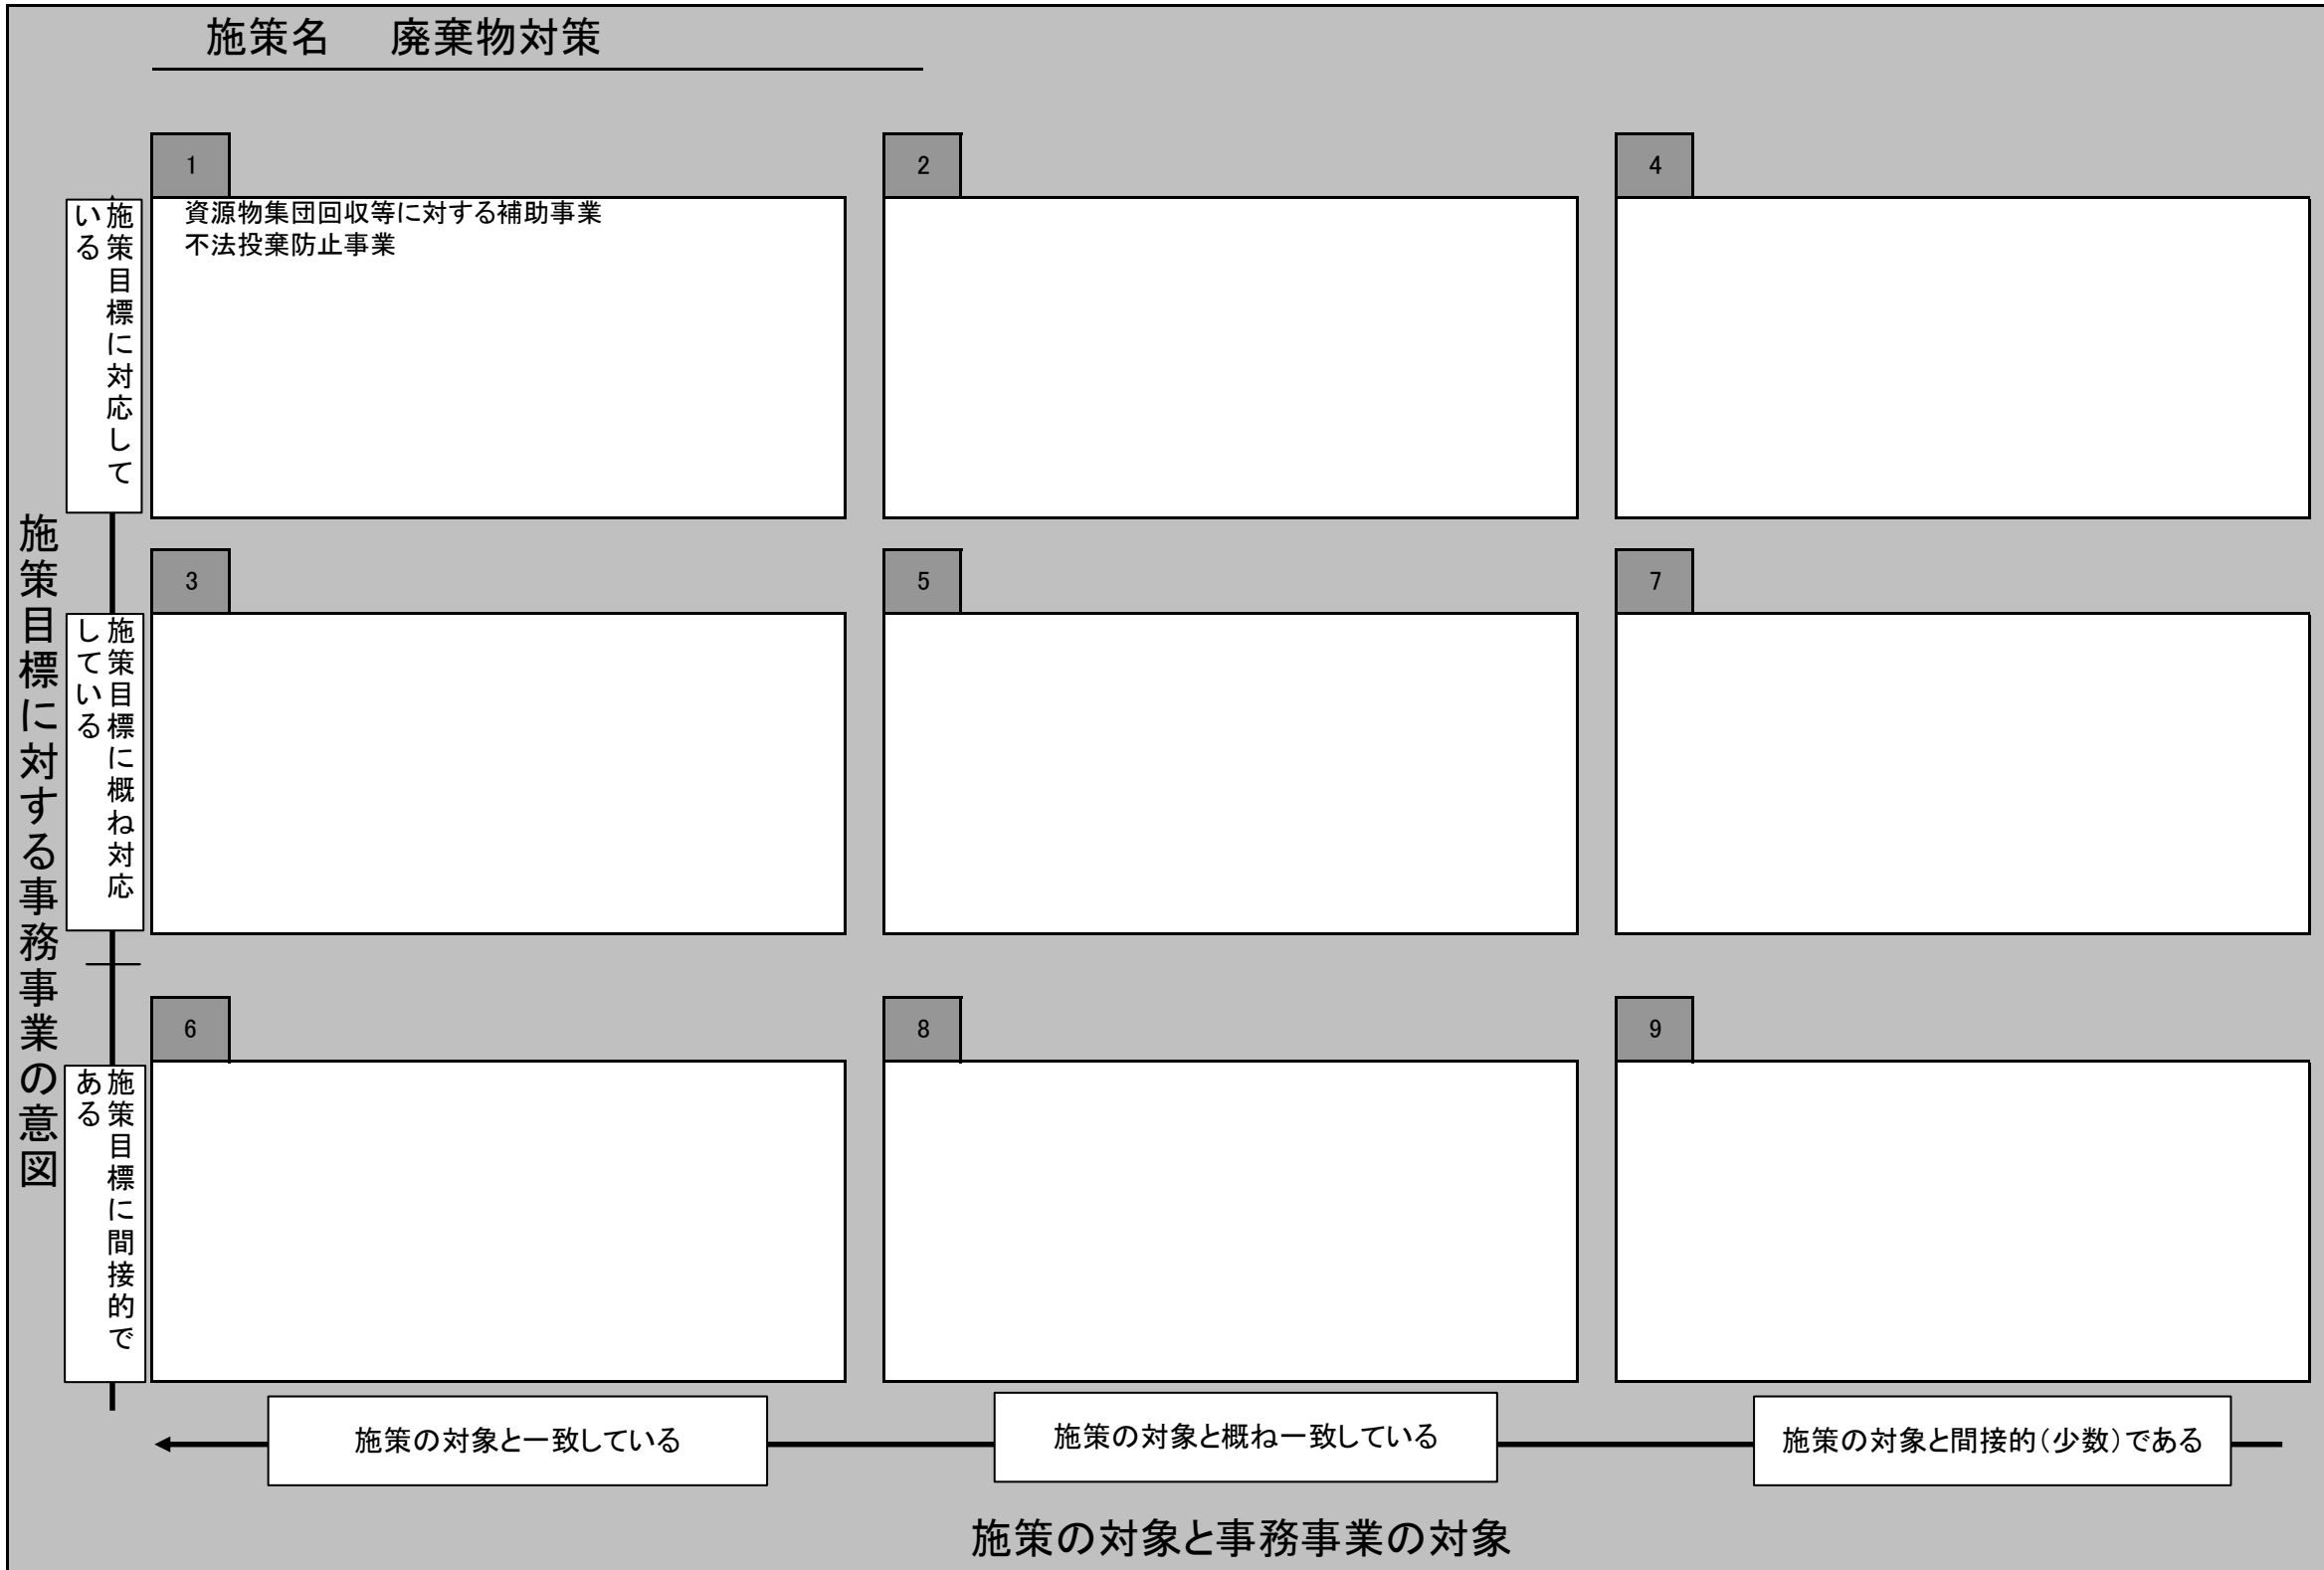 施策名　廃棄物対策
1
2
4
資源物集団回収等に対する補助事業
不法投棄防止事業
施策目標に対応して
いる
3
5
7
施策目標に概ね対応
している
施策目標に対する事務事業の意図
6
8
9
施策目標に間接的で
ある
施策の対象と一致している
施策の対象と概ね一致している
施策の対象と間接的(少数)である
施策の対象と事務事業の対象